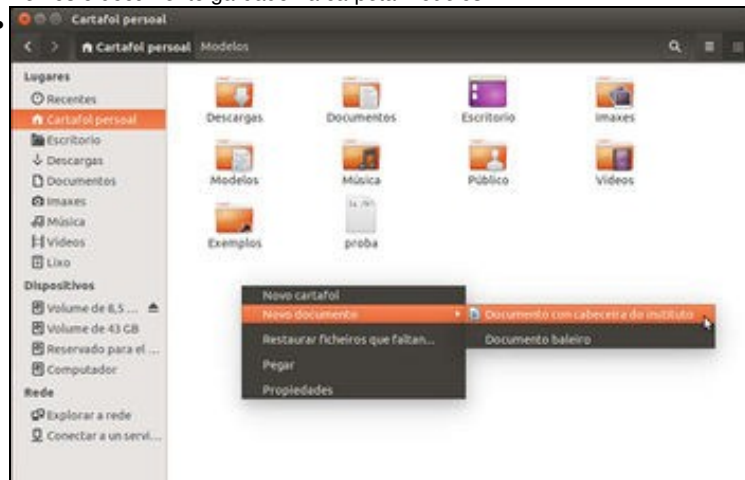 Cartafol persoal
Cartafol persoal Modelos
Lugares
Recentes
Cartafol persoal
Escritorio
Descargas
Documentos
Imaxes
Música
Vídeos
Lixo
Dispositivos
Volume de 8,5 ...
Volume de 43 GB
Reservado para el ...
Computador
Rede
Explorar a rede
Conectar a un servi...
Descargas Documentos Escritorio Imaxes
Modelos Música Público Vídeos
Exemplos proba
Novo cartafol
Novo documento
Restaurar ficheiros que faltan...
Pegar
Propiedades
Documento con cabeceira do instituto
Documento baleiro